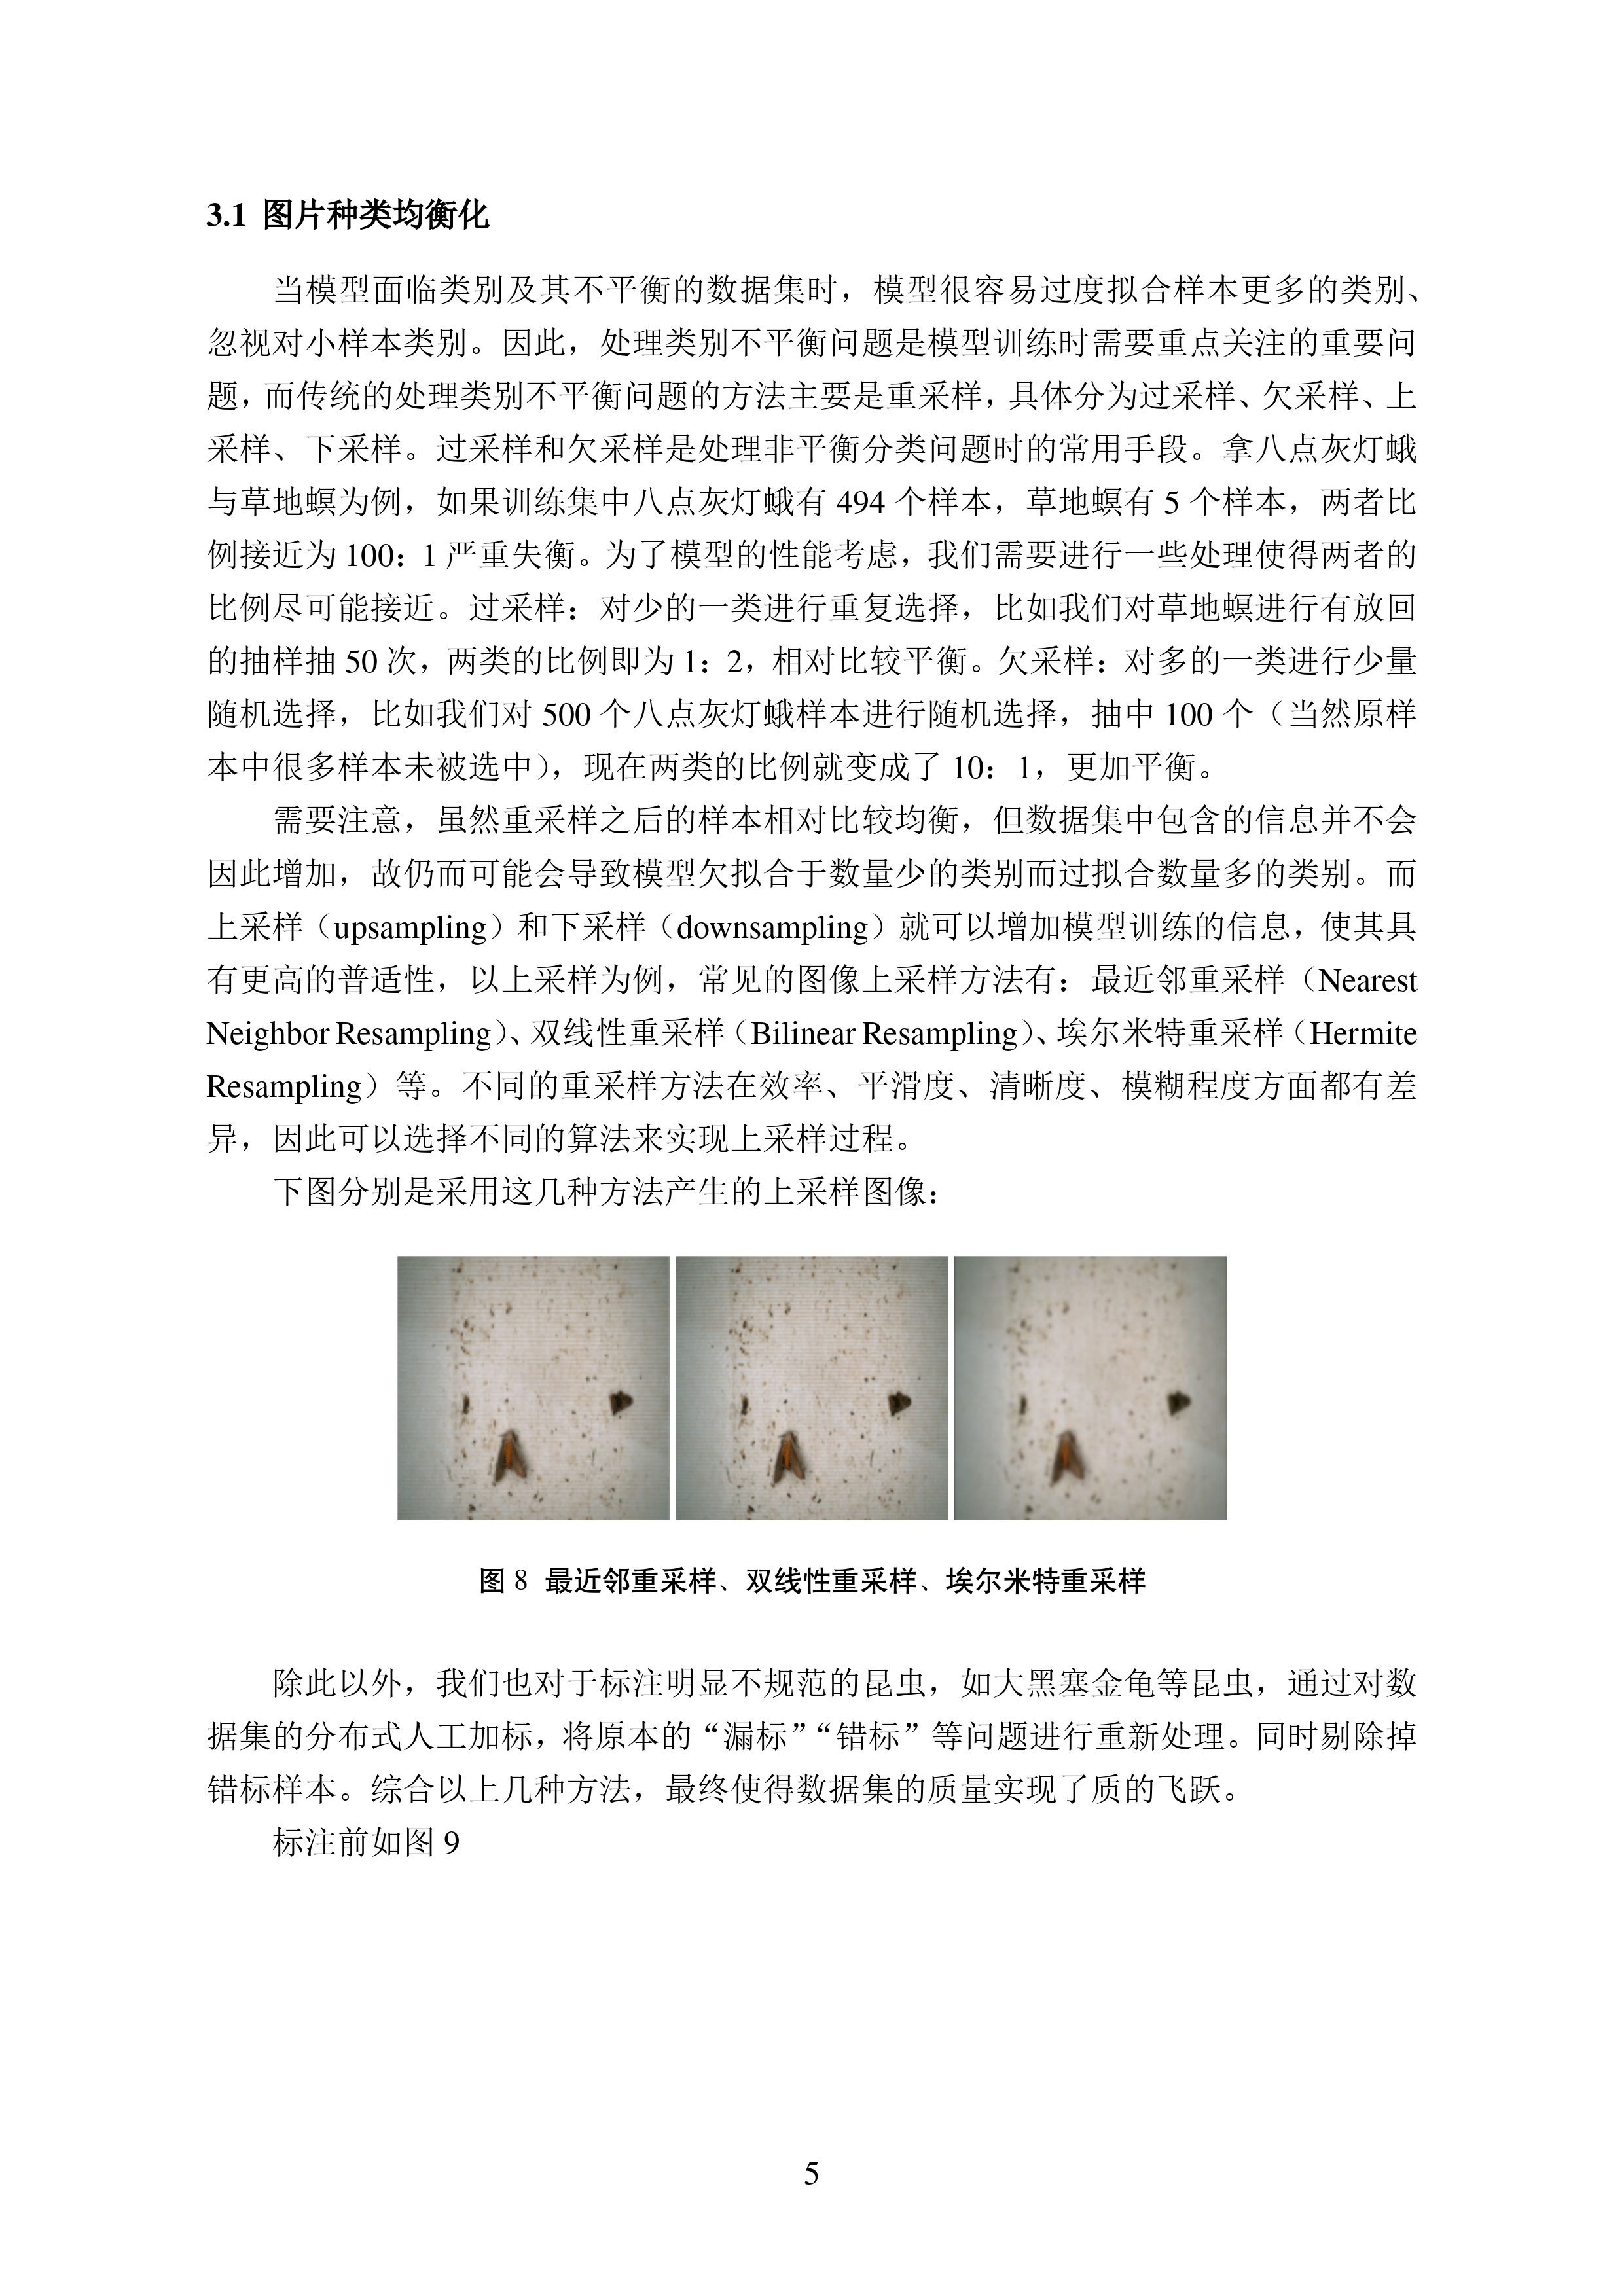 3.1 图片种类均衡化
当模型面临类别及其不平衡的数据集时，模型很容易过度拟合样本更多的类别、
忽视对小样本类别。因此，处理类别不平衡问题是模型训练时需要重点关注的重要问
题，而传统的处理类别不平衡问题的方法主要是重采样，具体分为过采样、欠采样、上
采样、下采样。过采样和欠采样是处理非平衡分类问题时的常用手段。拿八点灰灯蛾
与草地螟为例，如果训练集中八点灰灯蛾有 494 个样本，草地螟有 5 个样本，两者比
例接近为 100：1 严重失衡。为了模型的性能考虑，我们需要进行一些处理使得两者的
比例尽可能接近。过采样：对少的一类进行重复选择，比如我们对草地螟进行有放回
的抽样抽 50 次，两类的比例即为 1：2，相对比较平衡。欠采样：对多的一类进行少量
随机选择，比如我们对 500 个八点灰灯蛾样本进行随机选择，抽中 100 个（当然原样
本中很多样本未被选中），现在两类的比例就变成了 10：1，更加平衡。
需要注意，虽然重采样之后的样本相对比较均衡，但数据集中包含的信息并不会
因此增加，故仍而可能会导致模型欠拟合于数量少的类别而过拟合数量多的类别。而
上采样（upsampling）和下采样（downsampling）就可以增加模型训练的信息，使其具
有更高的普适性，以上采样为例，常见的图像上采样方法有：最近邻重采样（Nearest
Neighbor Resampling）、双线性重采样（Bilinear Resampling）、埃尔米特重采样（Hermite
Resampling）等。不同的重采样方法在效率、平滑度、清晰度、模糊程度方面都有差
异，因此可以选择不同的算法来实现上采样过程。
下图分别是采用这几种方法产生的上采样图像：
图 8 最近邻重采样、双线性重采样、埃尔米特重采样
除此以外，我们也对于标注明显不规范的昆虫，如大黑塞金龟等昆虫，通过对数
据集的分布式人工加标，将原本的“漏标”“错标”等问题进行重新处理。同时剔除掉
错标样本。综合以上几种方法，最终使得数据集的质量实现了质的飞跃。
标注前如图 9
5